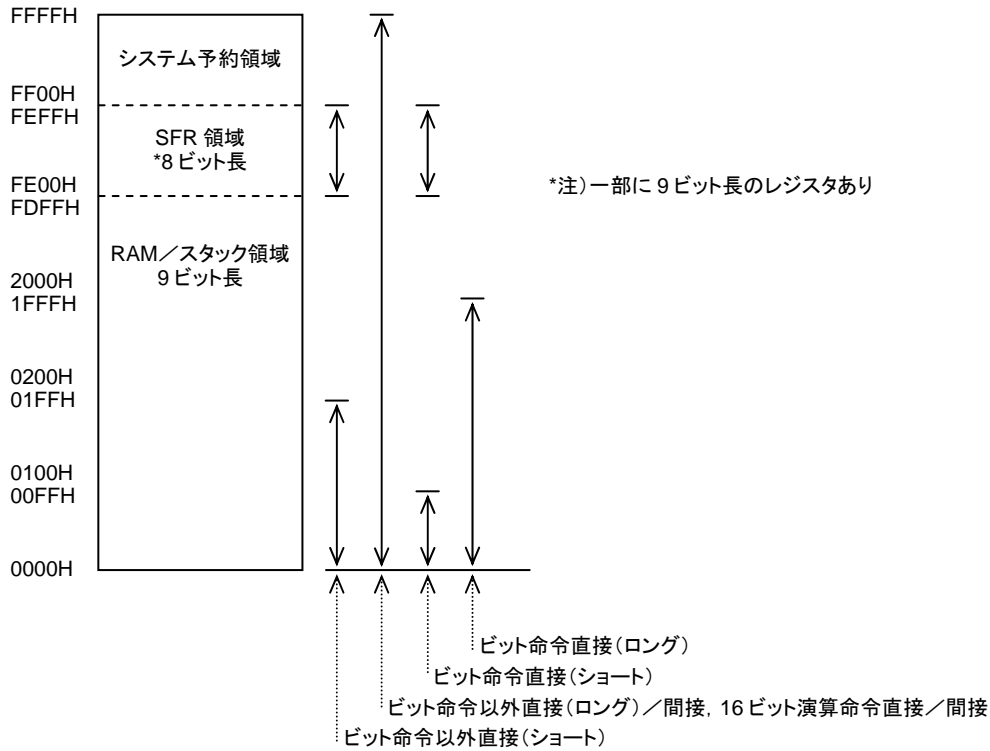 FFFFH
システム予約領域
FF00H
FEFFH
SFR 領域
*8 ビット長
FE00H
FDFFH
*注）一部に 9 ビット長のレジスタあり
RAM／スタック領域
9 ビット長
2000H
1FFFH
0200H
01FFH
0100H
00FFH
0000H
ビット命令直接（ロング）
ビット命令直接（ショート）
ビット命令以外直接（ロング）／間接，16 ビット演算命令直接／間接
ビット命令以外直接（ショート）